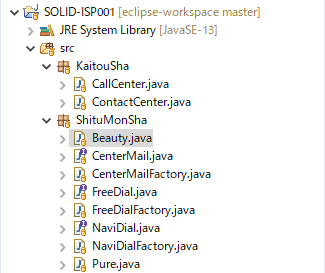 SOLID-ISP001 [eclipse-workspace master]
JRE System Library [JavaSE-13]
src
KaitouSha
CallCenter.java
ContactCenter.java
ShituMonSha
Beauty.java
CenterMail.java
CenterMailFactory.java
FreeDial.java
FreeDialFactory.java
NaviDial.java
NaviDialFactory.java
Pure.java